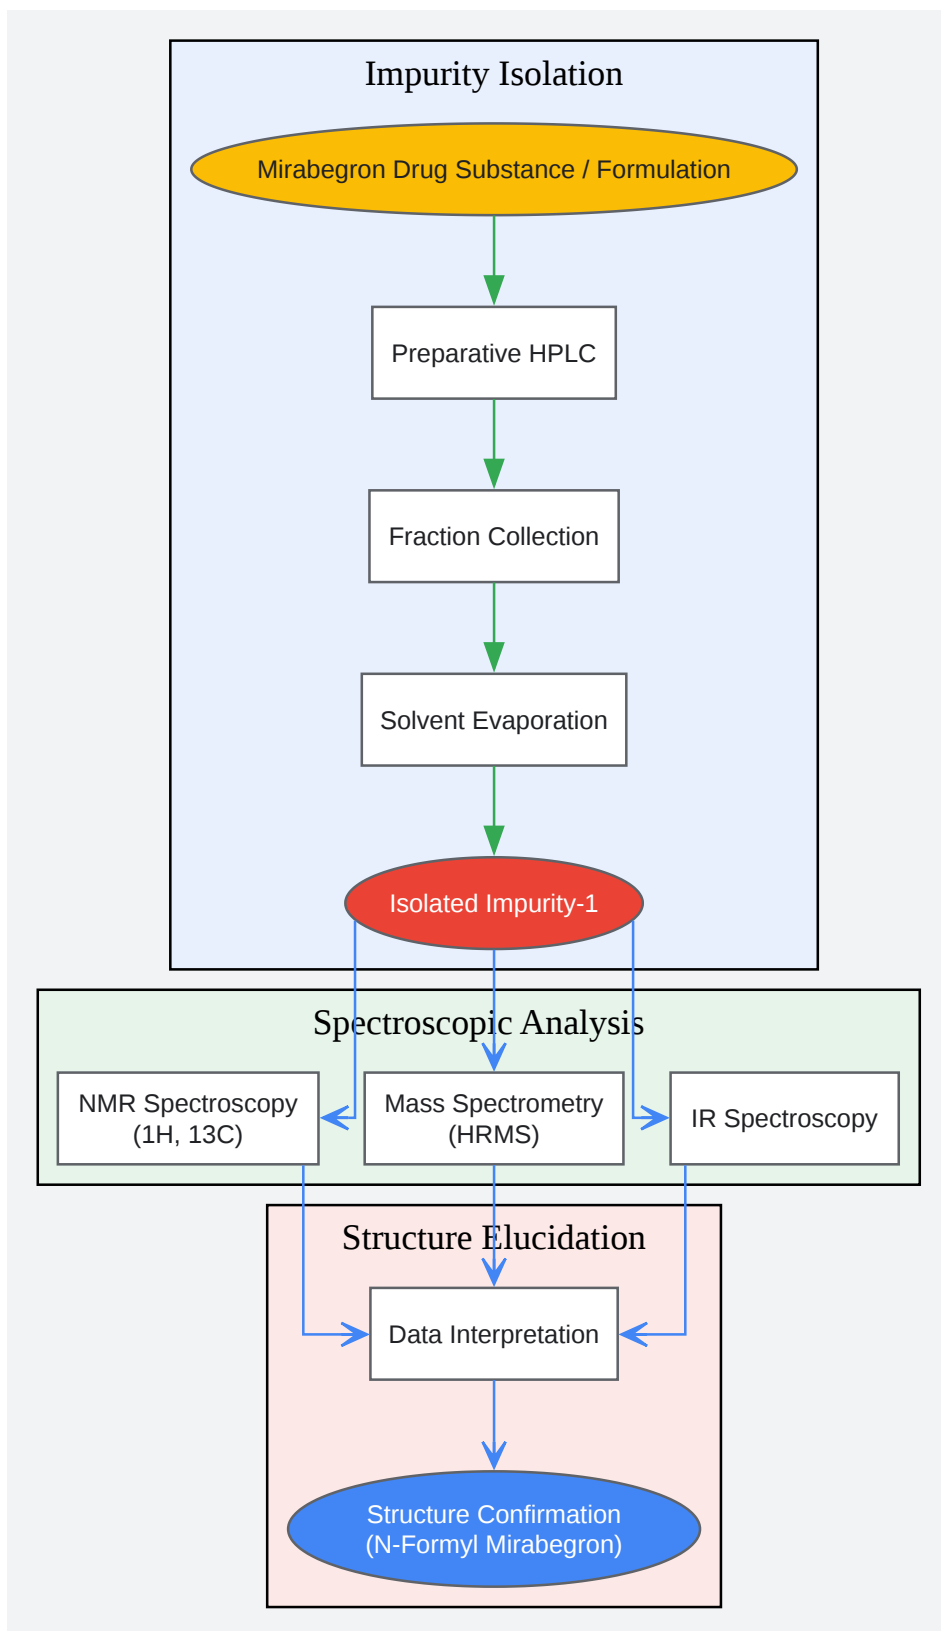 Impurity Isolation
Mirabegron Drug Substance / Formulation
Preparative HPLC
Fraction Collection
Solvent Evaporation
Isolated Impurity-1
Spectroscopic Analysis
NMR Spectroscopy
(1H, 13C)
Mass Spectrometry
(HRMS)
IR Spectroscopy
Structure Elucidation
Data Interpretation
Structure Confirmation
(N-Formyl Mirabegron)